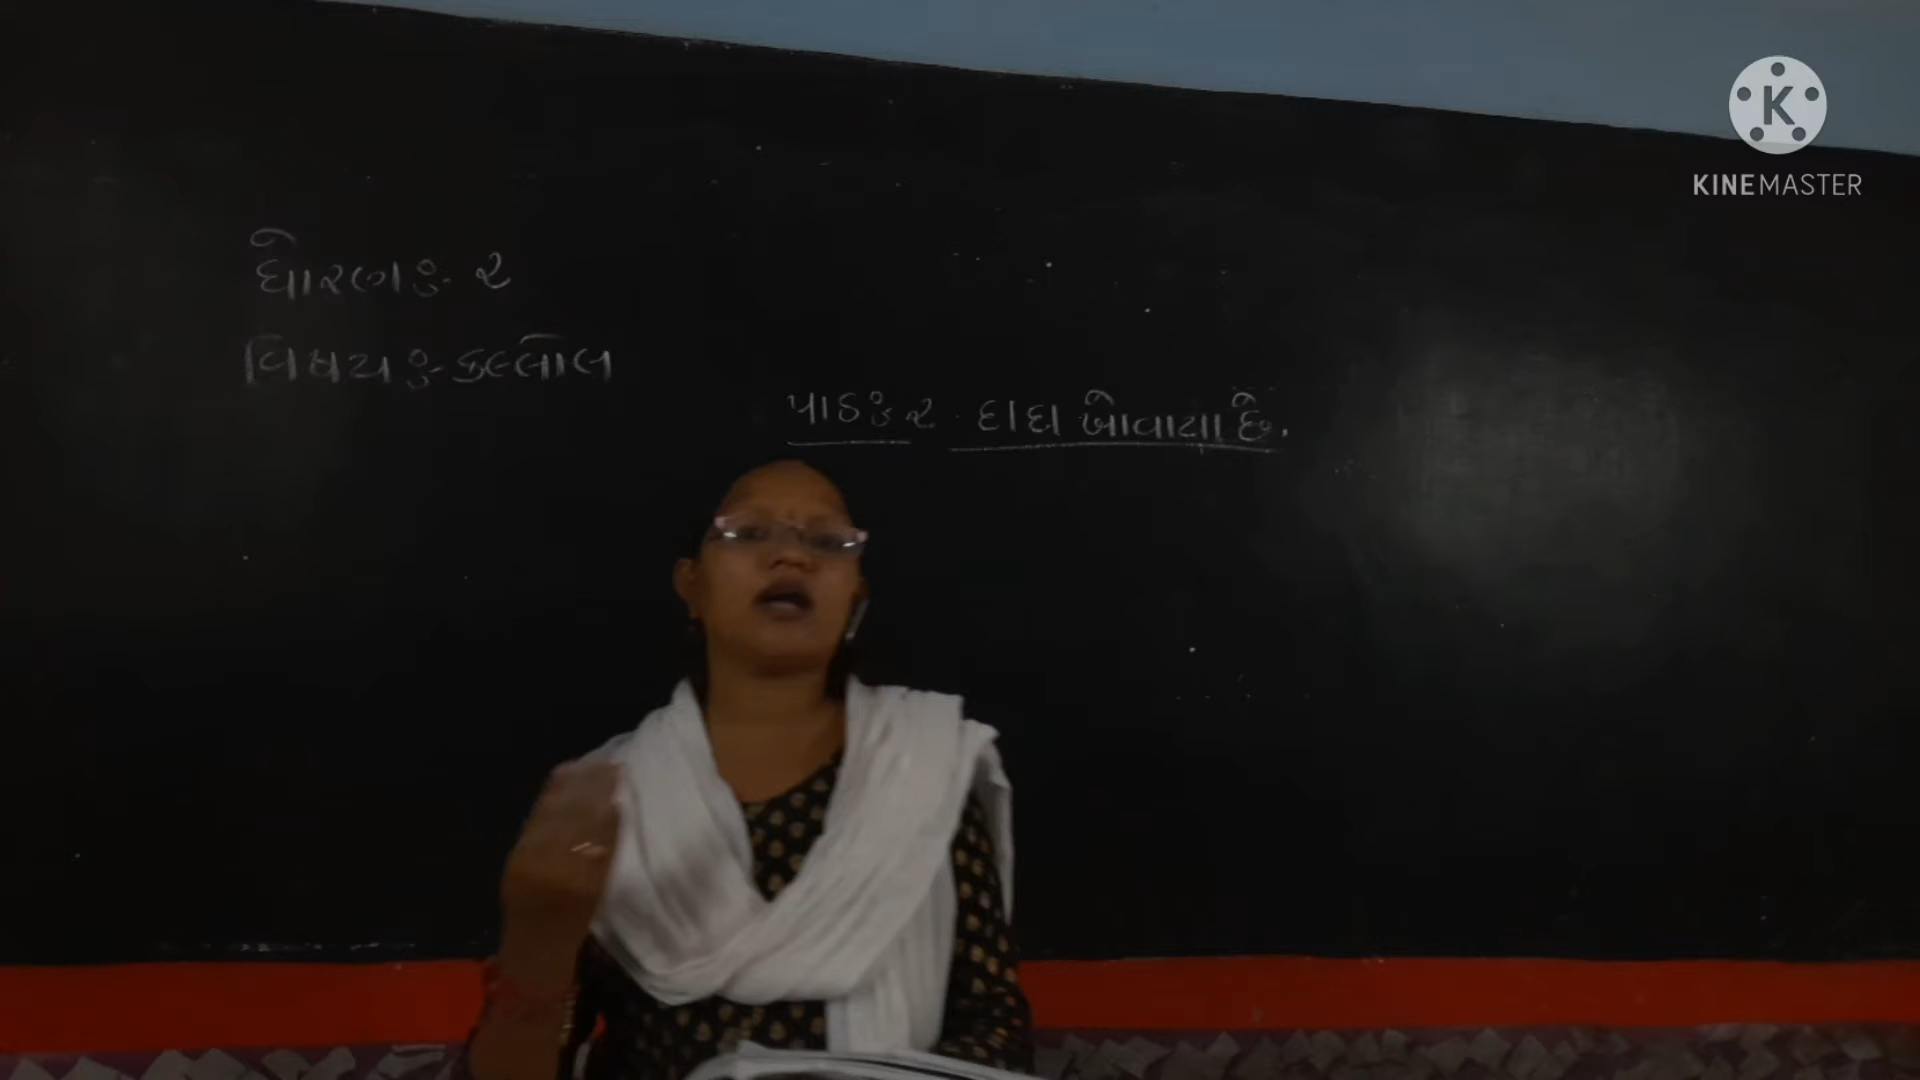 ધોરણ ઃ- ૨
વિષય ઃ- કલ્લોલ
પાઠ ઃ ૨ . દાદા ખોવાયા છે.
K
KINEMASTER